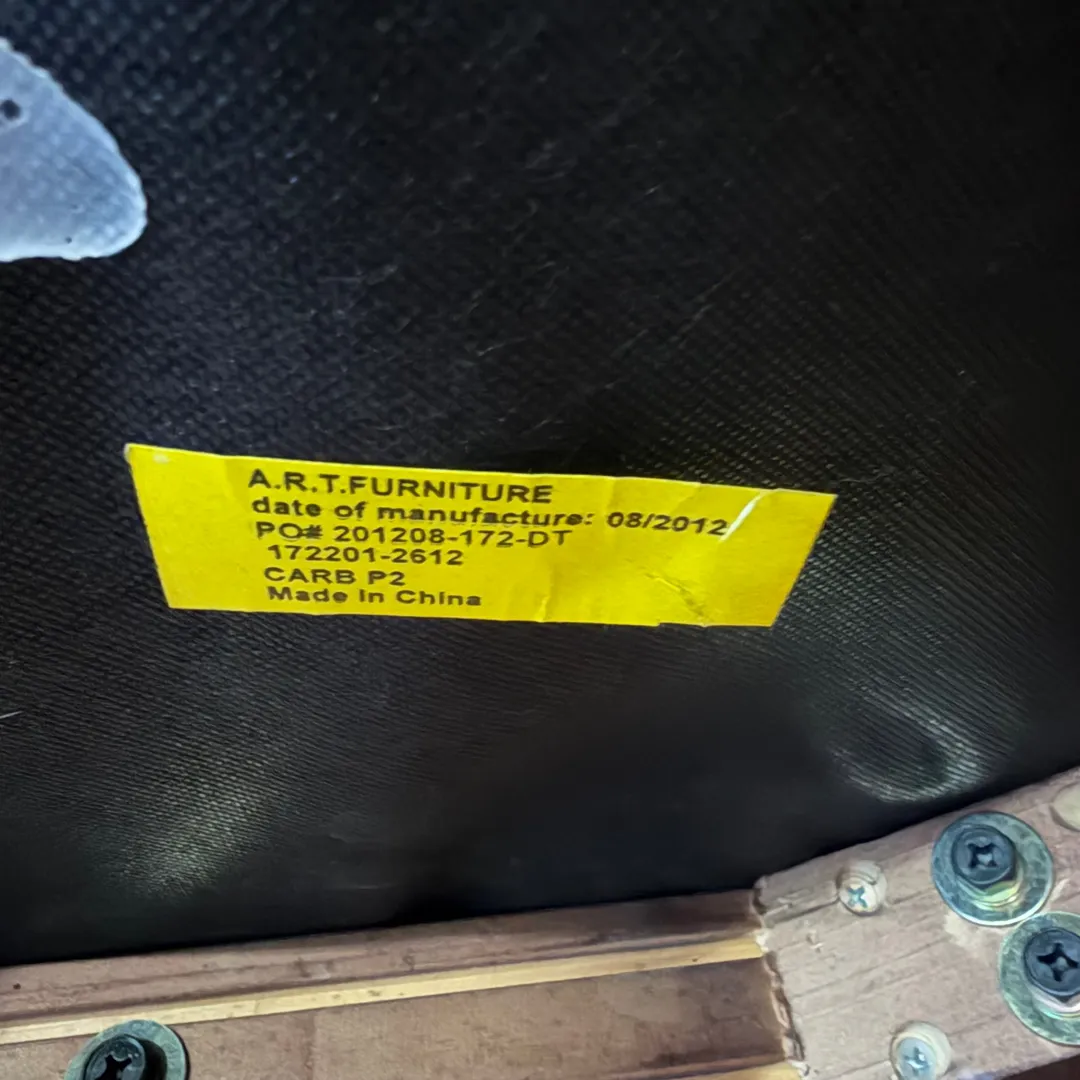 A.R.T.FURNITURE
date of manufacture: 08/2012
PO# 201208-172-DT
172201-2612
CARB P2
Made In China